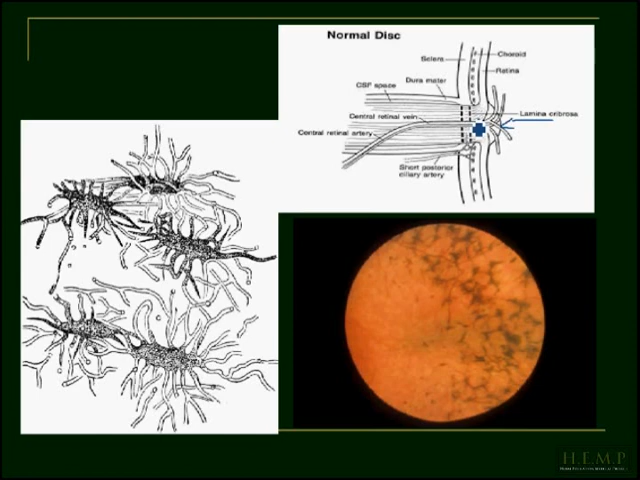 Normal Disc
Choroid
Sclera
Retina
Dura mater
CSF space
Lamina cribrosa
Central retinal vein
Central retinal artery
Short posterior
ciliary artery
H.E.M.P